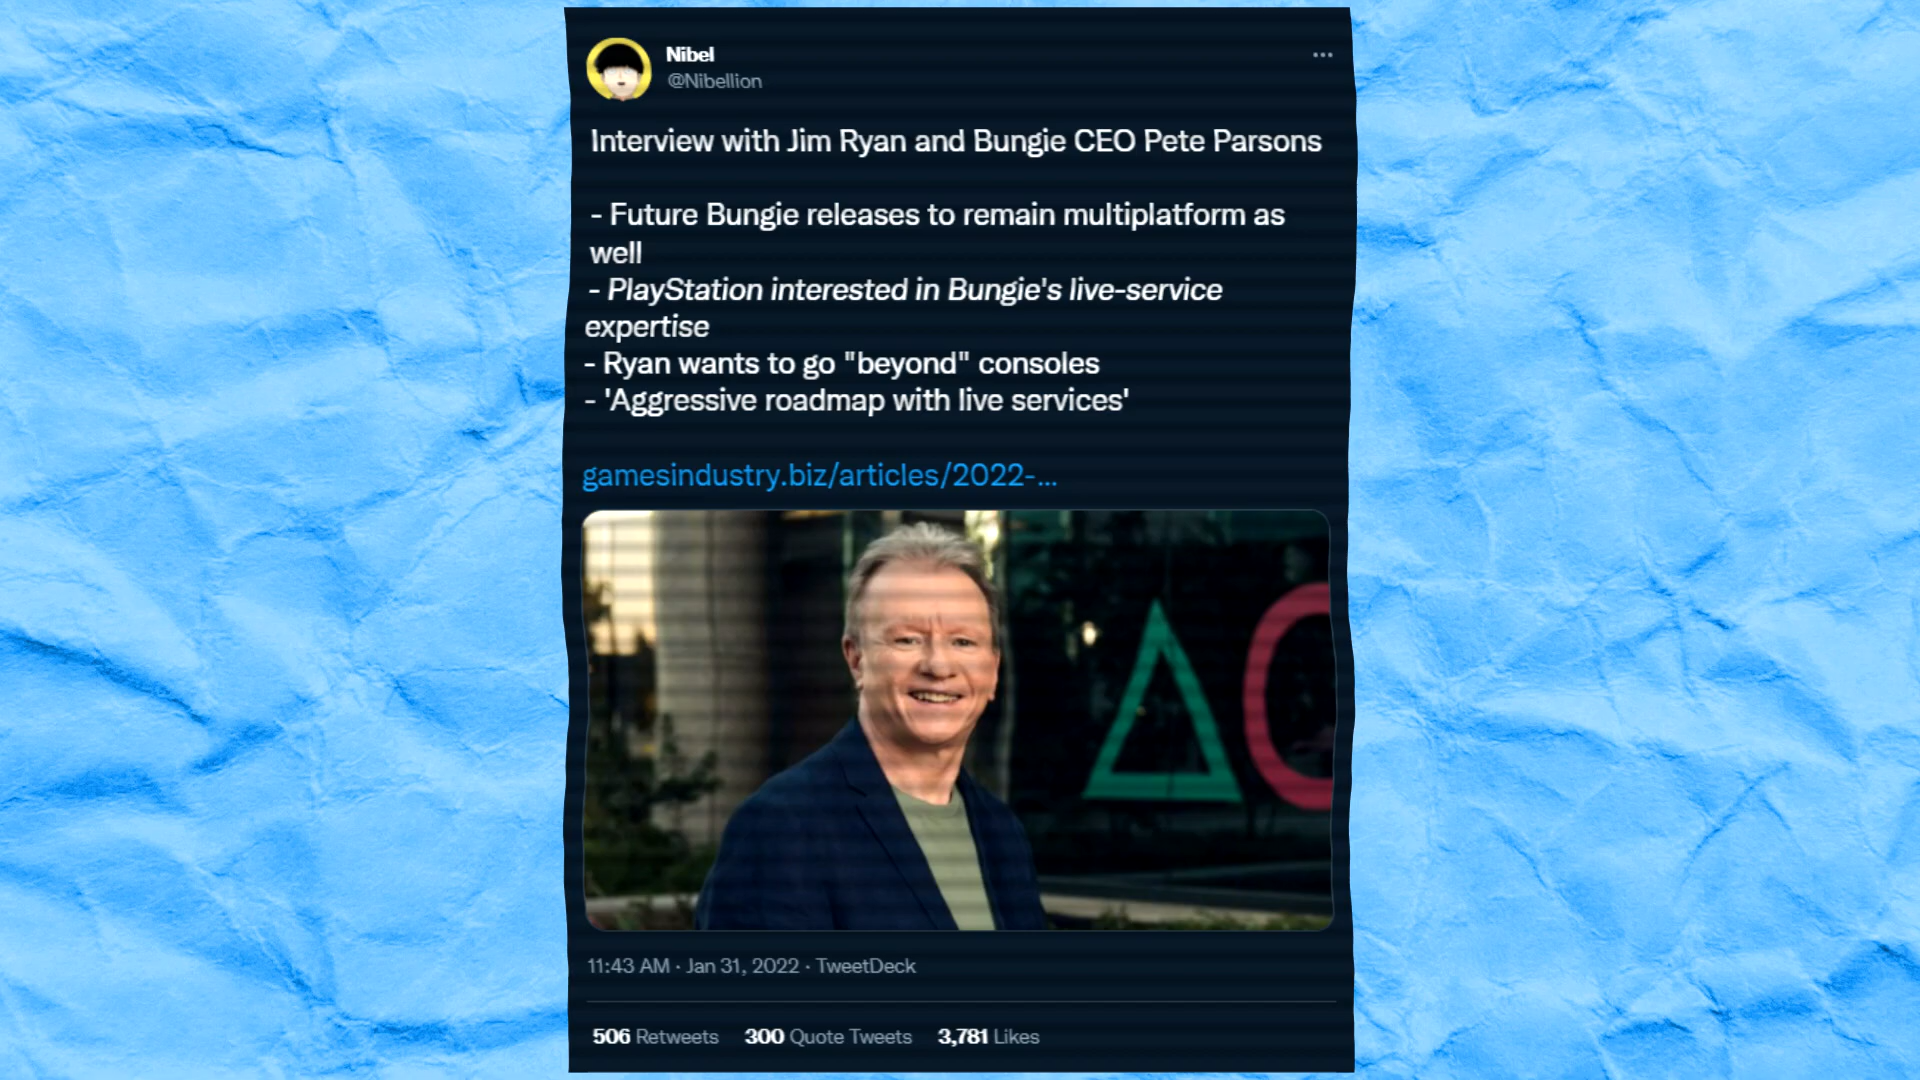 Nibel
@Nibellion
Interview with Jim Ryan and Bungie CEO Pete Parsons
- Future Bungie releases to remain multiplatform as
well
- PlayStation interested in Bungie's live-service
expertise
- Ryan wants to go "beyond" consoles
- 'Aggressive roadmap with live services'
gamesindustry.biz/articles/2022-...
11:43 AM · Jan 31, 2022 · TweetDeck
506 Retweets 300 Quote Tweets 3,781 Likes